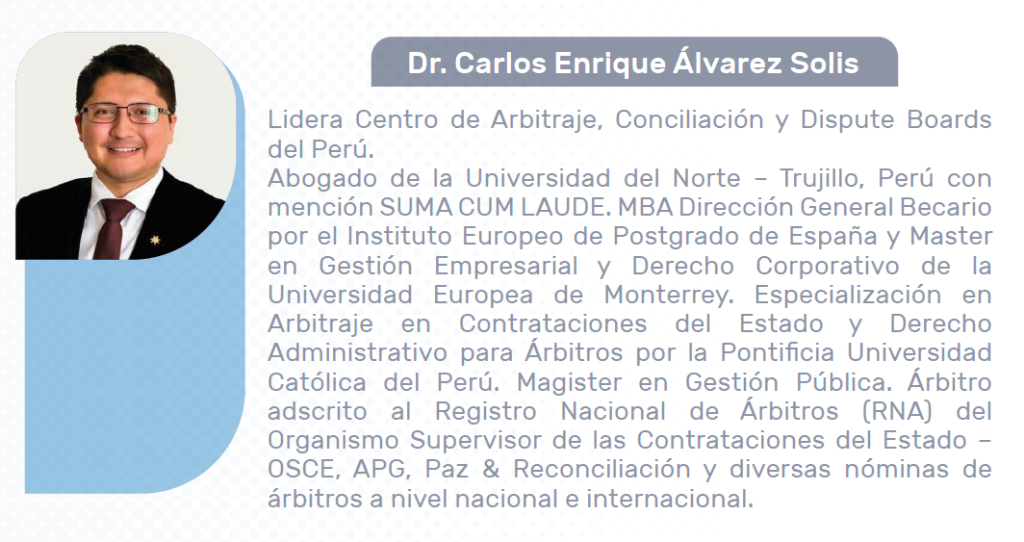 Dr. Carlos Enrique Álvarez Solis
Lidera Centro de Arbitraje, Conciliación y Dispute Boards
del Perú.
Abogado de la Universidad del Norte – Trujillo, Perú con
mención SUMA CUM LAUDE. MBA Dirección General Becario
por el Instituto Europeo de Postgrado de España y Master
en Gestión Empresarial y Derecho Corporativo de la
Universidad Europea de Monterrey. Especialización en
Arbitraje en Contrataciones del Estado y Derecho
Administrativo para Árbitros por la Pontificia Universidad
Católica del Perú. Magister en Gestión Pública. Árbitro
adscrito al Registro Nacional de Árbitros (RNA) del
Organismo Supervisor de las Contrataciones del Estado –
OSCE, APG, Paz & Reconciliación y diversas nóminas de
árbitros a nivel nacional e internacional.